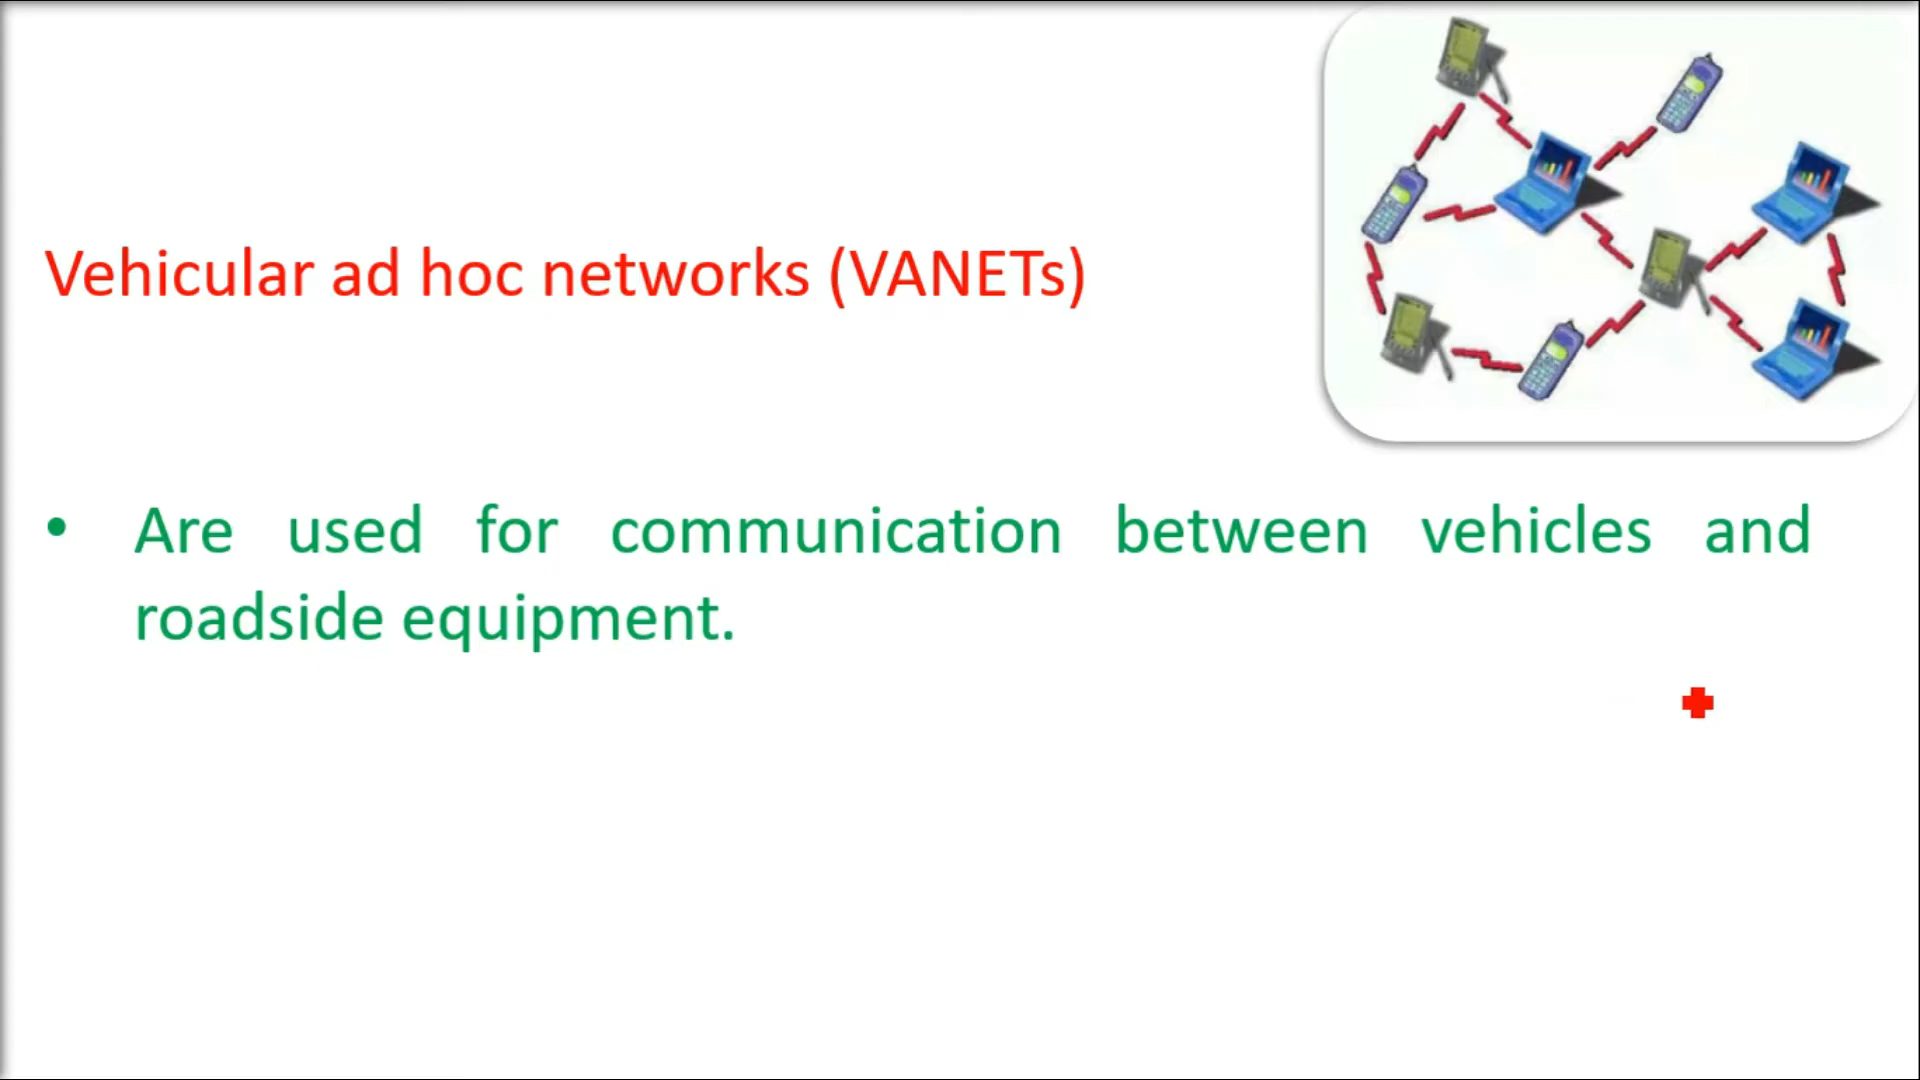 Vehicular ad hoc networks (VANETs)
• Are used for communication between vehicles and
roadside equipment.